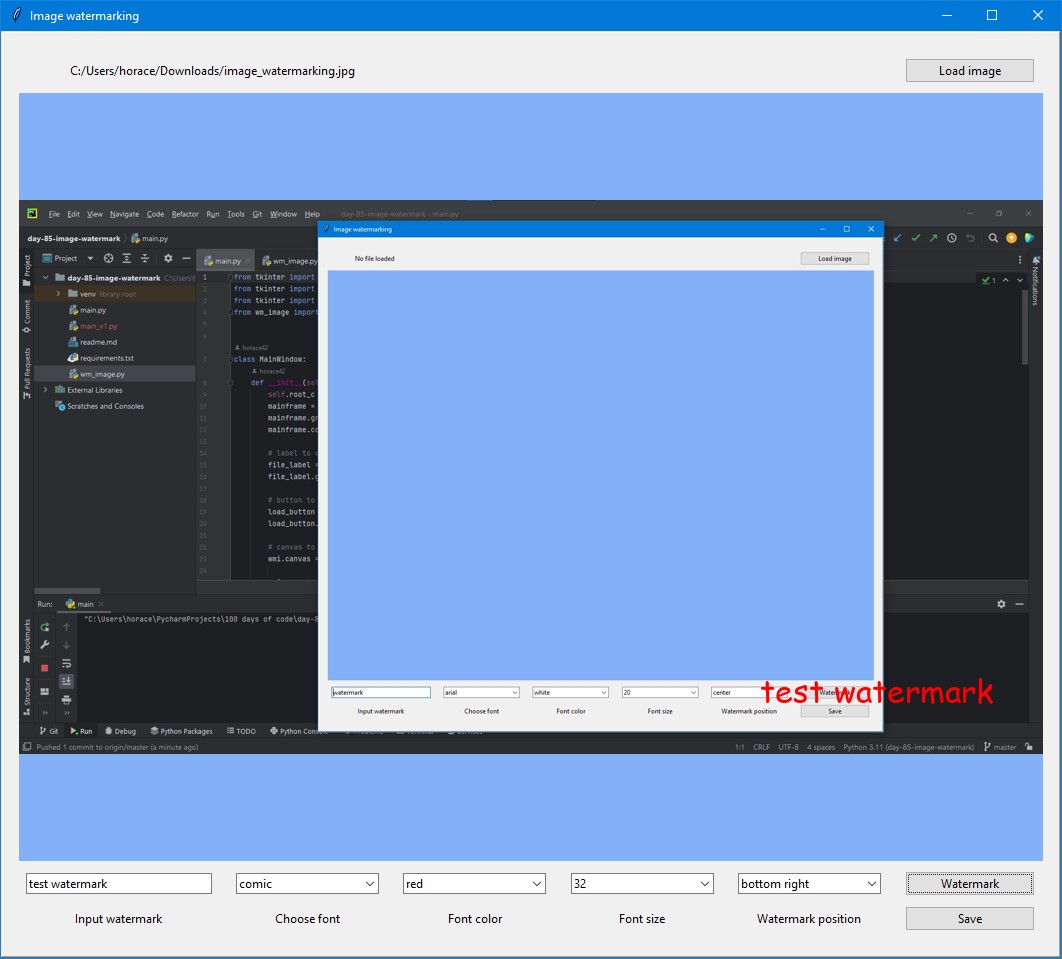 Image watermarking
C:/Users/horace/Downloads/image_watermarking.jpg
Load image
File Edit View Navigate Code Refactor Run Tools Git Window Help day-85-image-watermark - main.py
day-85-image-watermark main.py
Project
Project
Commit
Pull Requests
Bookmarks
Structure
day-85-image-watermark C:\Users\
venv library root
main.py
main_v1.py
readme.md
requirements.txt
wm_image.py
External Libraries
Scratches and Consoles
main.py wm_image.py
1 from tkinter import
2 from tkinter import
3 from tkinter import
4 from wm_image import
5
6
horace42
7 class MainWindow:
horace42
8 def __init__(sel
9 self.root_c
10 mainframe =
11 mainframe.gr
12 mainframe.co
13
14 # label to
15 file_label =
16 file_label.g
17
18 # button to
19 load_button
20 load_button.
21
22 # canvas to
23 wmi.canvas =
24
1
Notifications
Image watermarking
No file loaded
Load image
watermark arial white 20 center
Input watermark Choose font Font color Font size Watermark position Save
test watermark
Run: main
"C:\Users\horace\PycharmProjects\100 days of code\day-8
Git Run Debug Python Packages TODO Python
Pushed 1 commit to origin/master (a minute ago)
1:1 CRLF UTF-8 4 spaces Python 3.11 (day-85-image-watermark) master
test watermark comic red 32 bottom right Watermark
Input watermark Choose font Font color Font size Watermark position Save